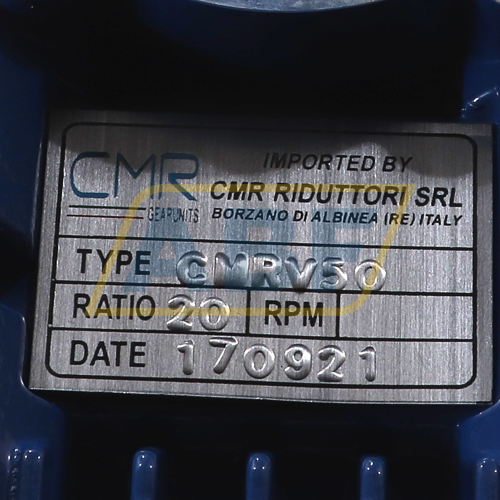 CMR
GEARUNITS
IMPORTED BY
CMR RIDUTTORI SRL
BORZANO DI ALBINEA (RE) ITALY
TYPE CMRV50
RATIO 20 RPM
DATE 170921